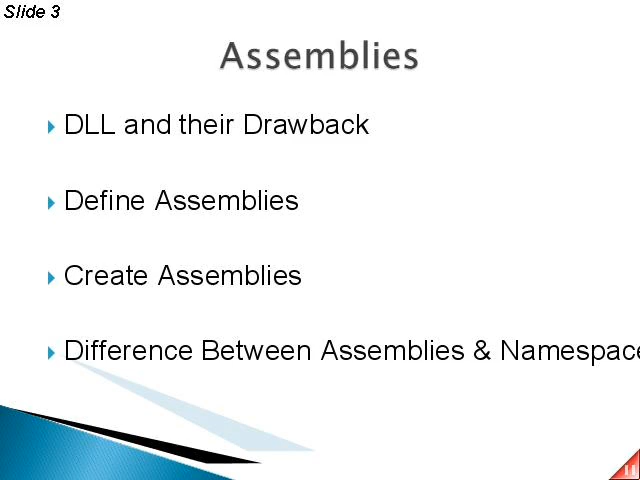 Slide 3
Assemblies
DLL and their Drawback
Define Assemblies
Create Assemblies
Difference Between Assemblies & Namespace